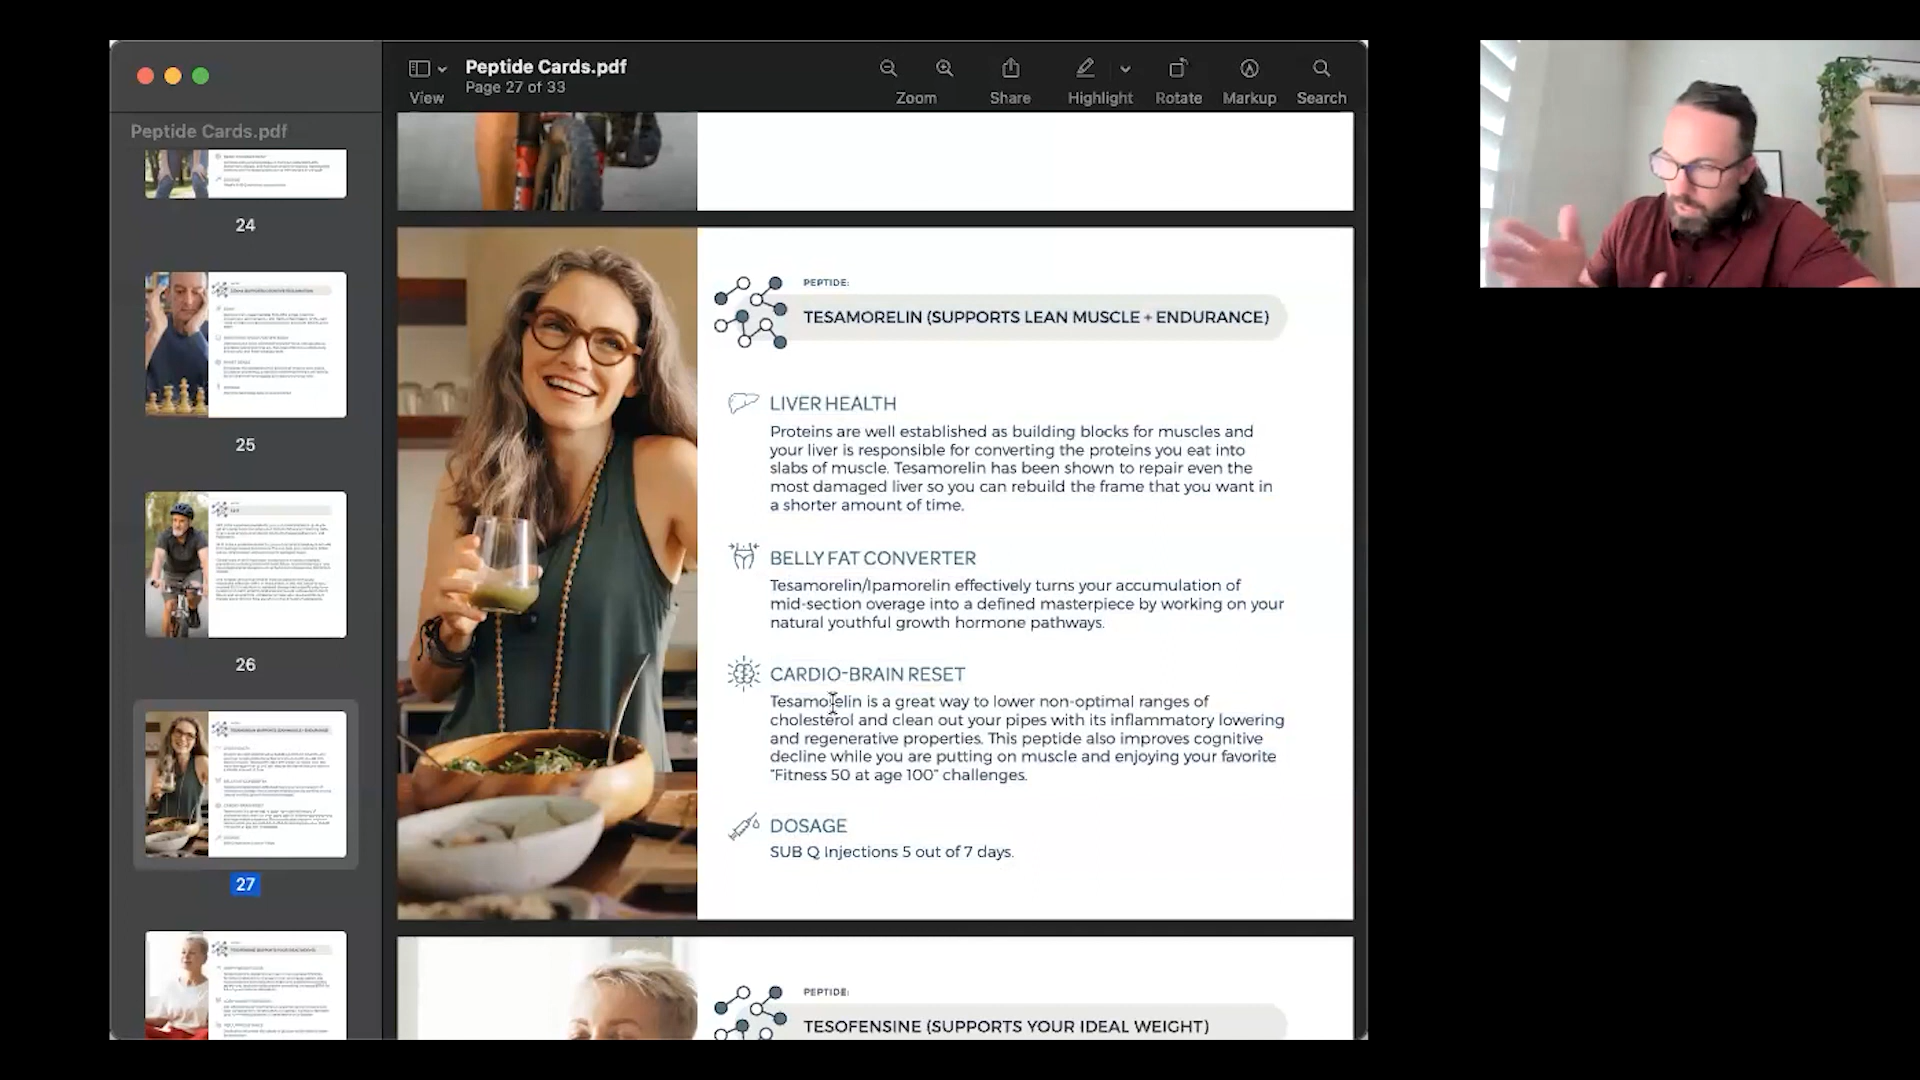 Peptide Cards.pdf
Page 27 of 33
View
Zoom
Share
Highlight
Rotate
Markup
Search
Peptide Cards.pdf
24
25
26
27
PEPTIDE:
TESAMORELIN (SUPPORTS LEAN MUSCLE + ENDURANCE)
LIVER HEALTH
Proteins are well established as building blocks for muscles and
your liver is responsible for converting the proteins you eat into
slabs of muscle. Tesamorelin has been shown to repair even the
most damaged liver so you can rebuild the frame that you want in
a shorter amount of time.
BELLY FAT CONVERTER
Tesamorelin/Ipamorelin effectively turns your accumulation of
mid-section overage into a defined masterpiece by working on your
natural youthful growth hormone pathways.
CARDIO-BRAIN RESET
Tesamorelin is a great way to lower non-optimal ranges of
cholesterol and clean out your pipes with its inflammatory lowering
and regenerative properties. This peptide also improves cognitive
decline while you are putting on muscle and enjoying your favorite
"Fitness 50 at age 100" challenges.
DOSAGE
SUB Q Injections 5 out of 7 days.
PEPTIDE:
TESOFENSINE (SUPPORTS YOUR IDEAL WEIGHT)